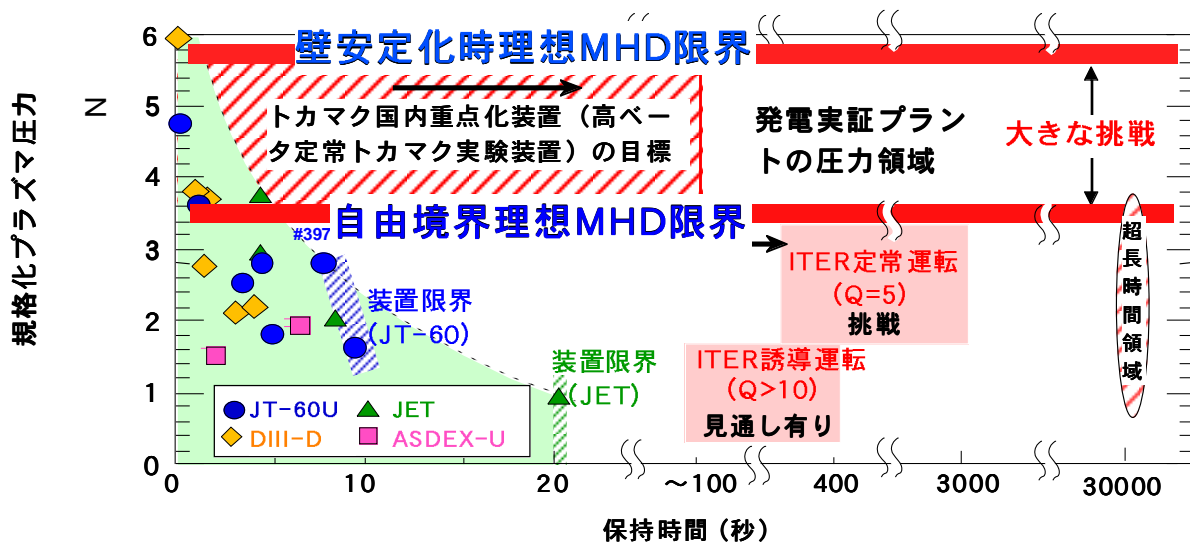 6
5
4
3
2
1
0
規格化プラズマ圧力
N
壁安定化時理想MHD限界
トカマク国内重点化装置（高ベー
タ定常トカマク実験装置）の目標
発電実証プラン
トの圧力領域
大きな挑戦
#397
自由境界理想MHD限界
ITER定常運転
(Q=5)
挑戦
超長時間領域
装置限界
(JT-60)
装置限界
(JET)
ITER誘導運転
(Q>10)
見通し有り
JT-60U
JET
DIII-D
ASDEX-U
0
10
20
～100
400
3000
30000
保持時間（秒）